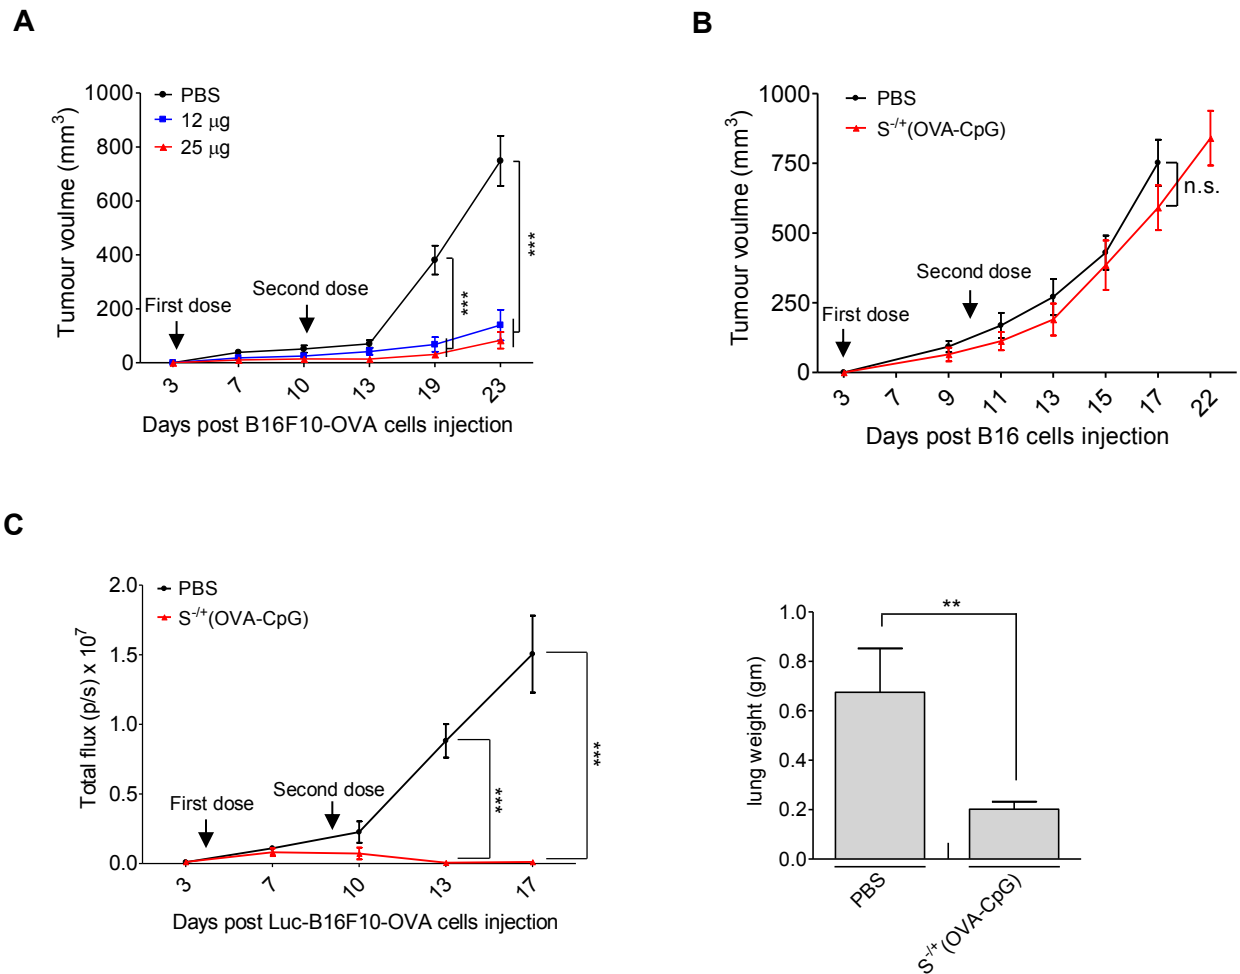 A
B
PBS
12 μg
25 μg
1000
800
600
400
200
0
Tumour voulme (mm³)
First dose
Second dose
***
***
3 7 10 13 19 23
Days post B16F10-OVA cells injection
PBS
S-/+(OVA-CpG)
1000
750
500
250
0
Tumour voulme (mm³)
First dose
Second dose
n.s.
3 7 9 11 13 15 17 22
Days post B16 cells injection
C
PBS
S-/+(OVA-CpG)
2.0
1.5
1.0
0.5
0.0
Total flux (p/s) x 10⁷
First dose
Second dose
***
***
3 7 10 13 17
Days post Luc-B16F10-OVA cells injection
1.0
0.8
0.6
0.4
0.2
0.0
lung weight (gm)
**
PBS
S-/+(OVA-CpG)